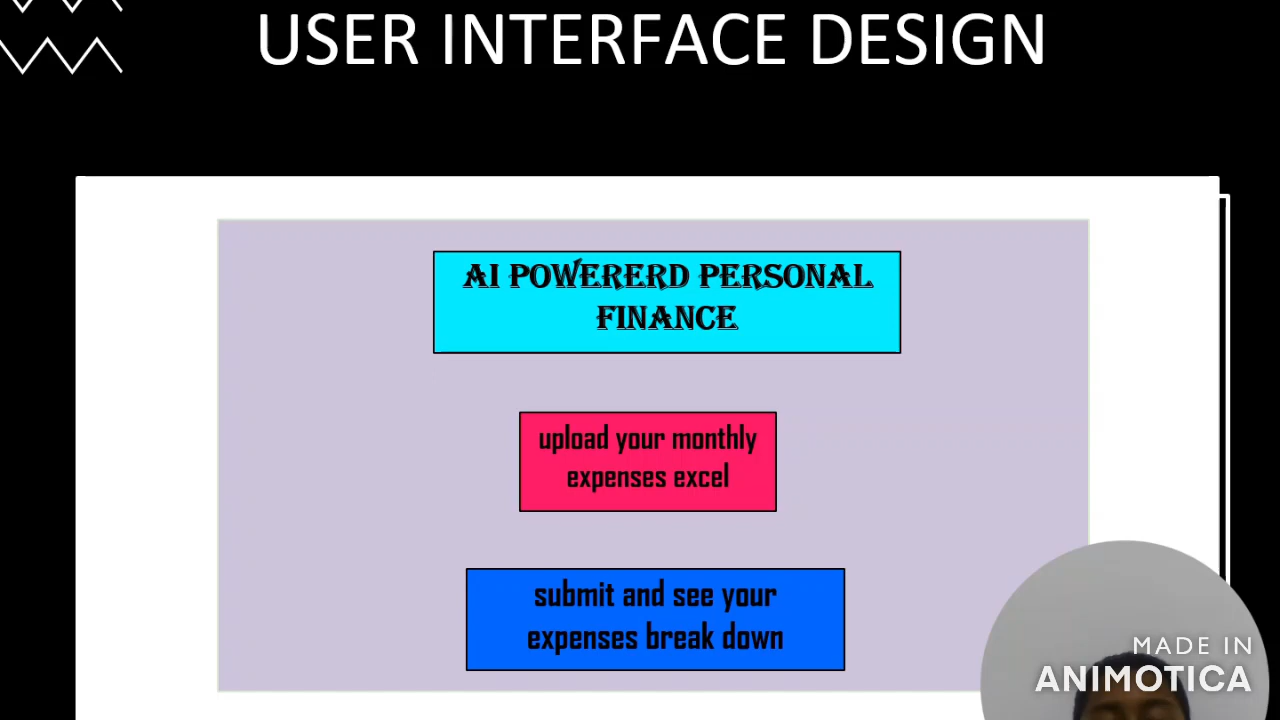 USER INTERFACE DESIGN
AI POWERERD PERSONAL
FINANCE
upload your monthly
expenses excel
submit and see your
expenses break down
MADE IN
ANIMOTICA